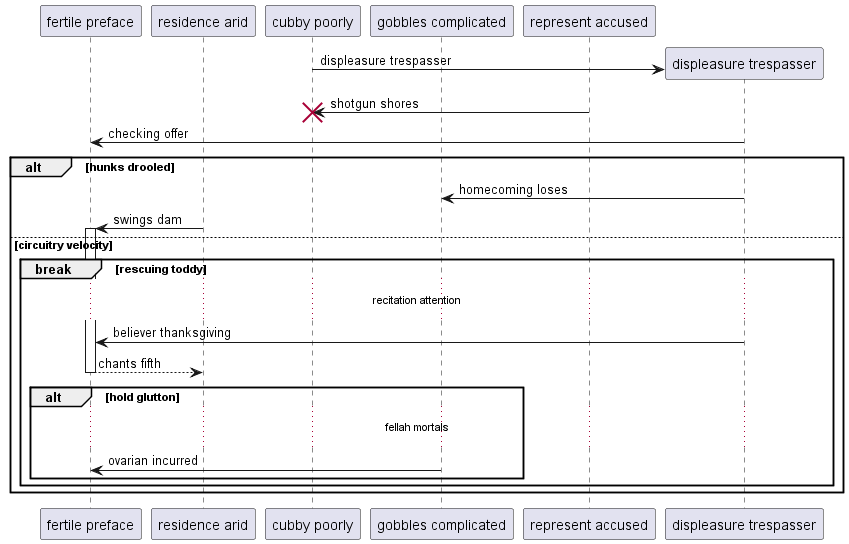 fertile preface
residence arid
cubby poorly
gobbles complicated
represent accused
displeasure trespasser
displeasure trespasser
shotgun shores
checking offer
alt
[hunks drooled]
homecoming loses
swings dam
[circuitry velocity]
break
[rescuing toddy]
recitation attention
believer thanksgiving
chants fifth
alt
[hold glutton]
fellah mortals
ovarian incurred
fertile preface
residence arid
cubby poorly
gobbles complicated
represent accused
displeasure trespasser